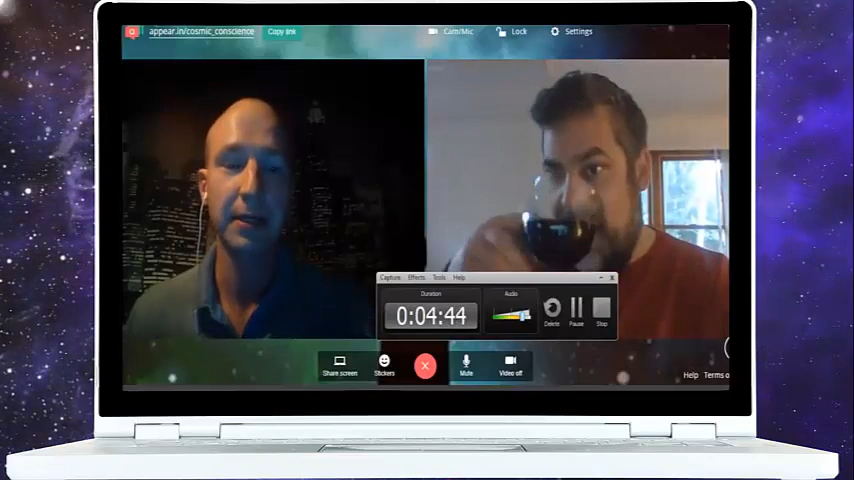 appear.in/cosmic_conscience Copy link Cam/Mic Lock Settings
Capture Effects Tools Help
Duration Audio
0:04:44
Delete Pause Stop
Share screen Stickers Mute Video off Help Terms o